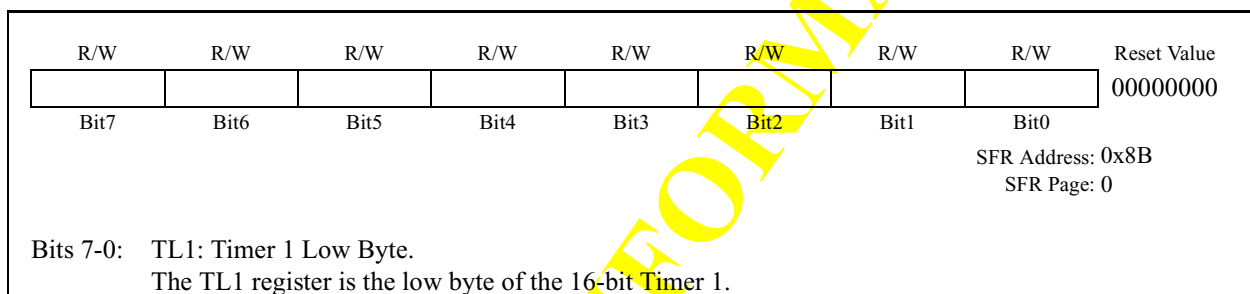 R/W R/W R/W R/W R/W R/W R/W R/W Reset Value
00000000
Bit7 Bit6 Bit5 Bit4 Bit3 Bit2 Bit1 Bit0
SFR Address: 0x8B
SFR Page: 0
Bits 7-0: TL1: Timer 1 Low Byte.
The TL1 register is the low byte of the 16-bit Timer 1.
FORM